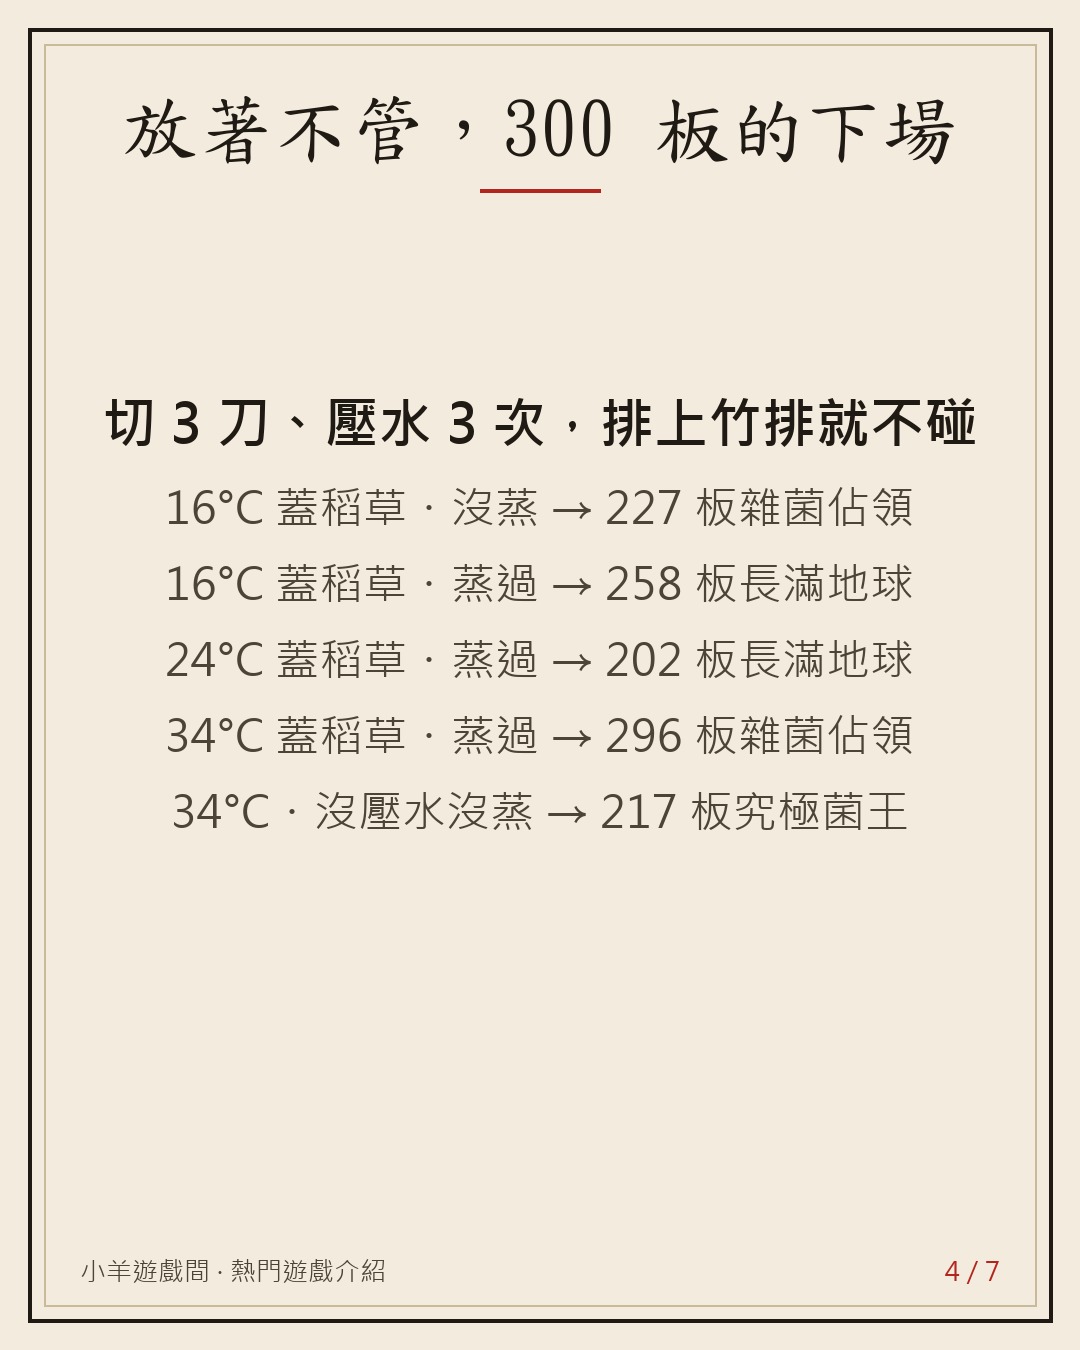 放著不管，300 板的下場
切 3 刀、壓水 3 次，排上竹排就不碰
16°C 蓋稻草 · 沒蒸 → 227 板雜菌佔領
16°C 蓋稻草 · 蒸過 → 258 板長滿地球
24°C 蓋稻草 · 蒸過 → 202 板長滿地球
34°C 蓋稻草 · 蒸過 → 296 板雜菌佔領
34°C · 沒壓水沒蒸 → 217 板究極菌王
小羊遊戲間 · 熱門遊戲介紹
4 / 7